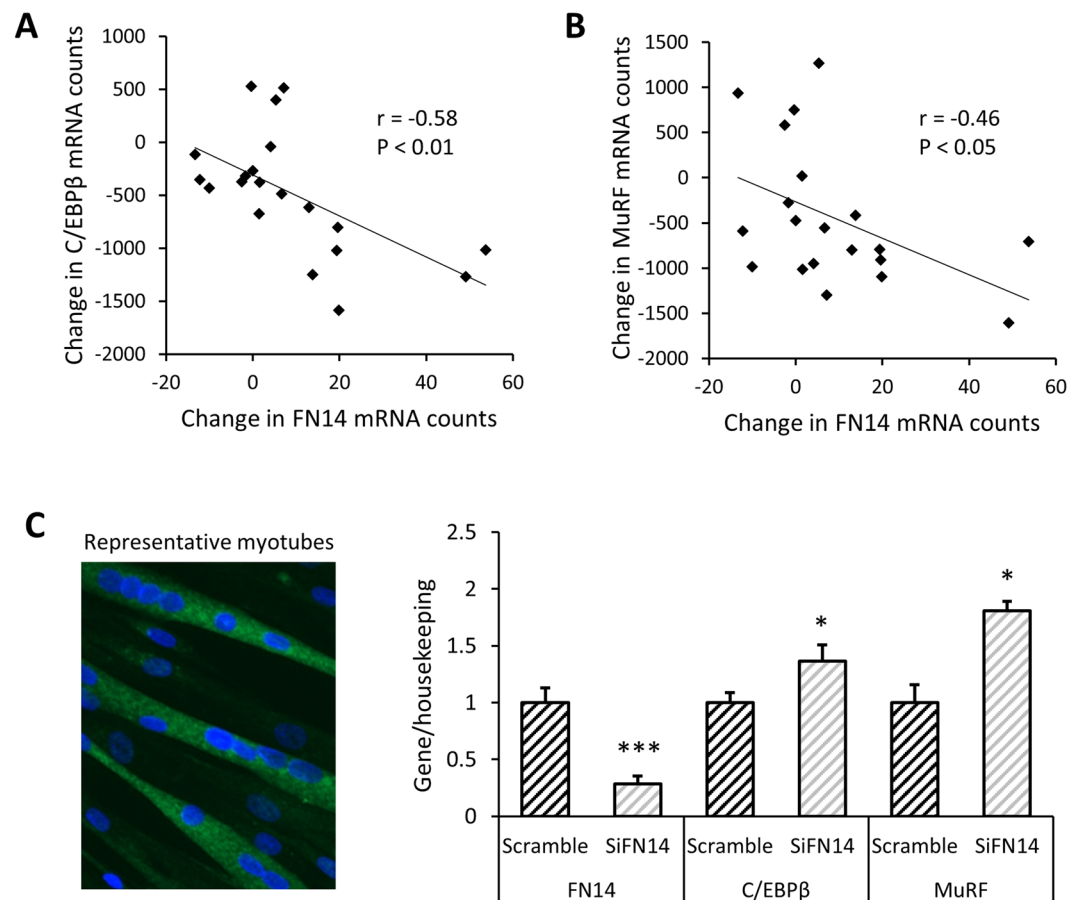 A
Change in C/EBPβ mRNA counts
1000
500
0
-500
-1000
-1500
-2000
r = -0.58
P < 0.01
-20 0 20 40 60
Change in FN14 mRNA counts
B
Change in MuRF mRNA counts
1500
1000
500
0
-500
-1000
-1500
-2000
r = -0.46
P < 0.05
-20 0 20 40 60
Change in FN14 mRNA counts
C
Representative myotubes
Gene/housekeeping
2.5
2
1.5
1
0.5
0
***
*
*
Scramble SiFN14 Scramble SiFN14 Scramble SiFN14
FN14 C/EBPβ MuRF